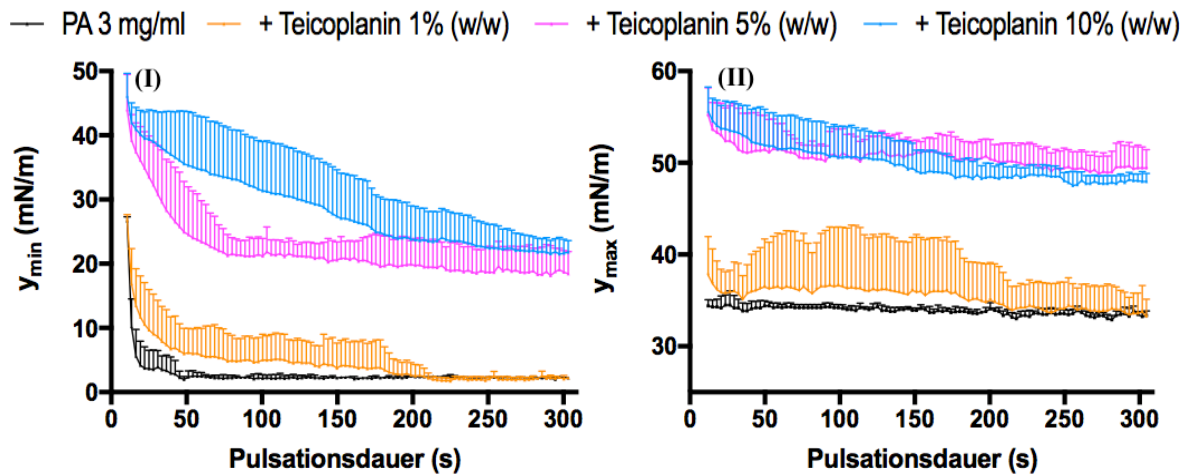 PA 3 mg/ml + Teicoplanin 1% (w/w) + Teicoplanin 5% (w/w) + Teicoplanin 10% (w/w)
(I)
50
40
30
20
10
0
0 50 100 150 200 250 300
γmin (mN/m)
Pulsationsdauer (s)
(II)
60
50
40
30
0 50 100 150 200 250 300
γmax (mN/m)
Pulsationsdauer (s)